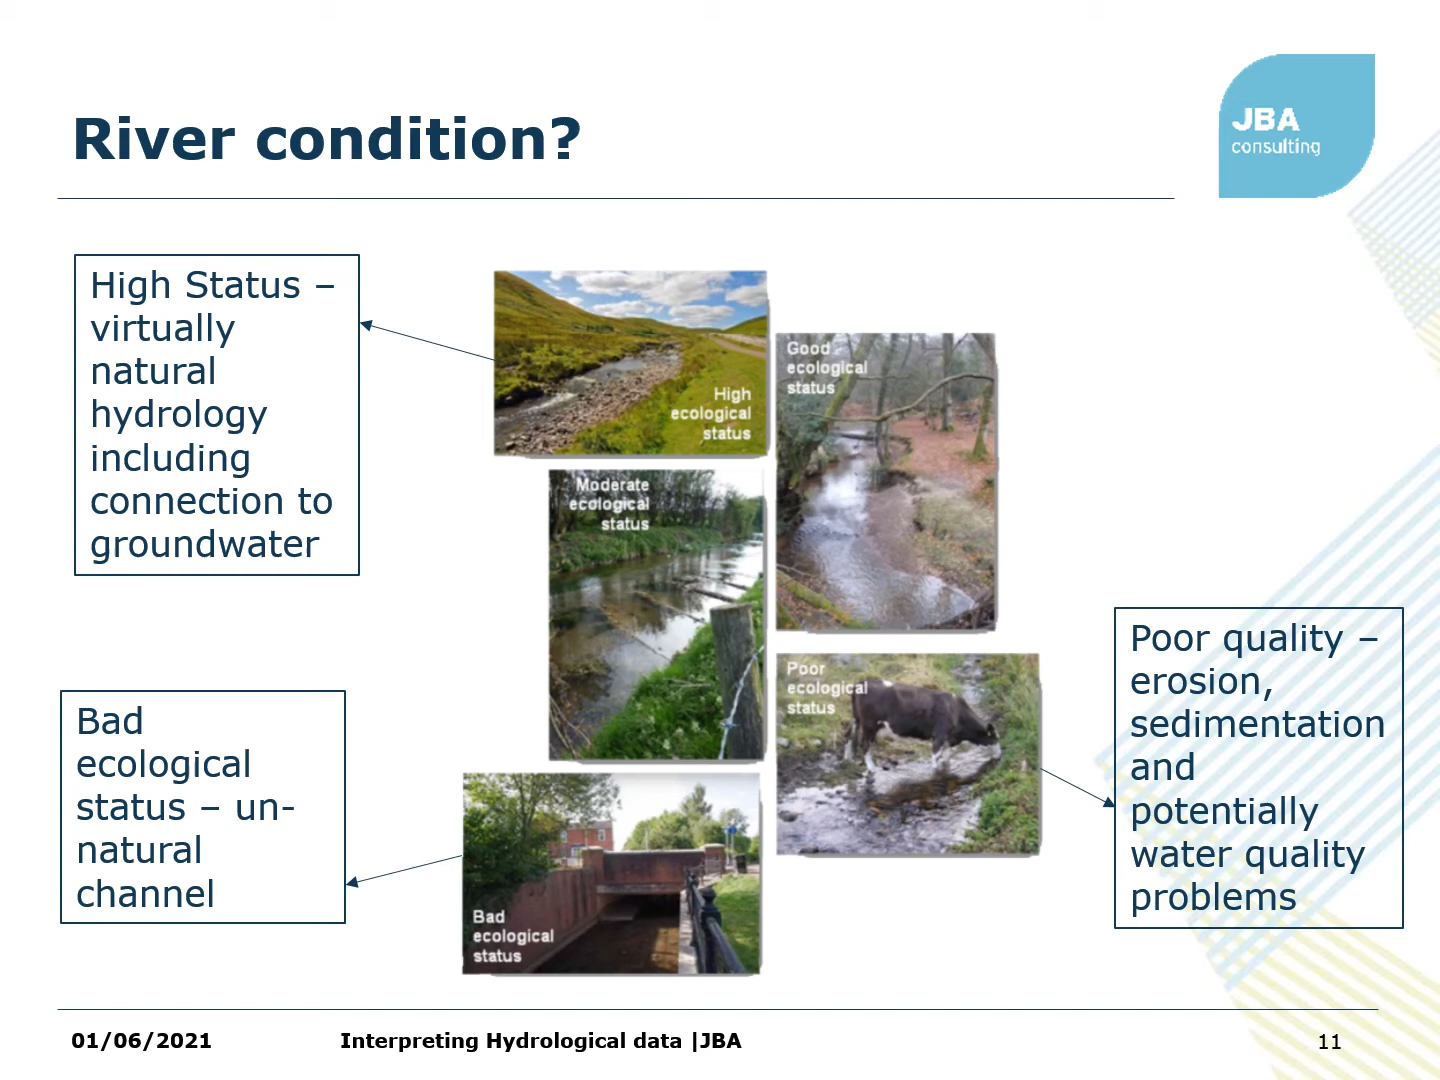 River condition?
JBA
consulting
High Status –
virtually
natural
hydrology
including
connection to
groundwater
High
ecological
status
Good
ecological
status
Moderate
ecological
status
Poor
ecological
status
Poor quality –
erosion,
sedimentation
and
potentially
water quality
problems
Bad
ecological
status – un-
natural
channel
Bad
ecological
status
01/06/2021
Interpreting Hydrological data |JBA
11